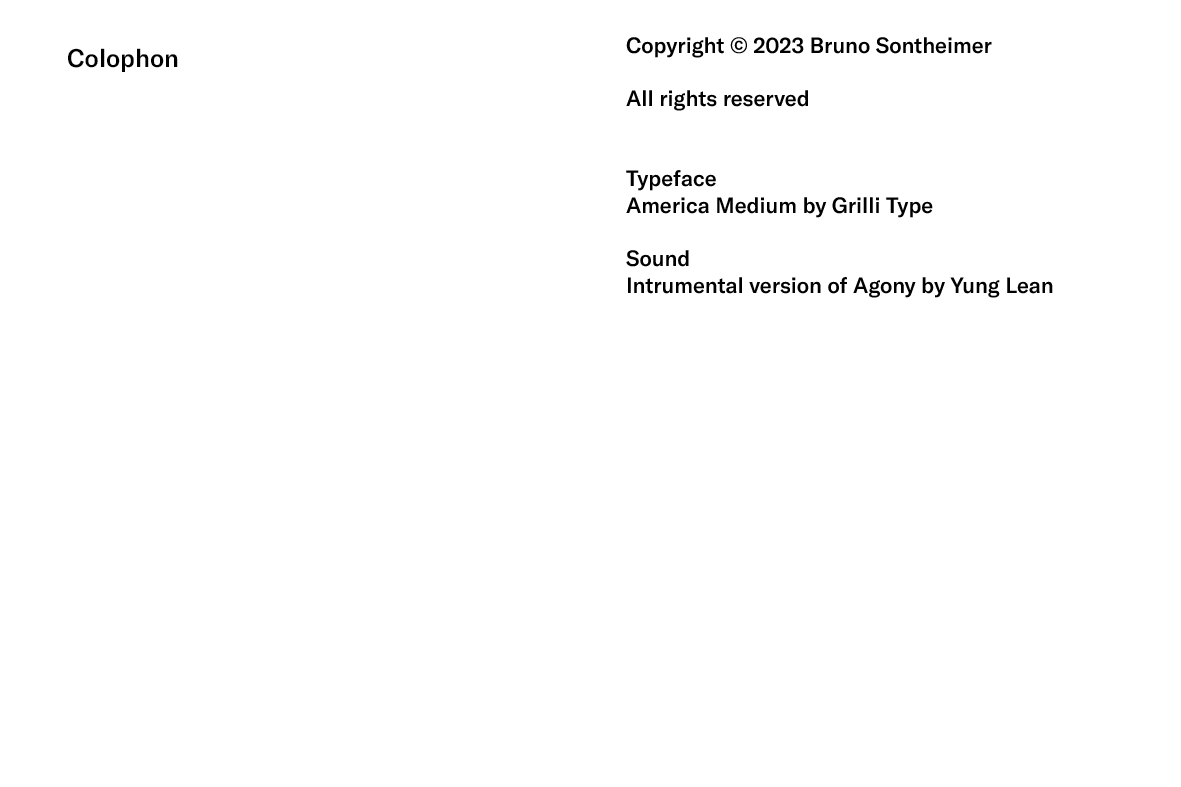 Colophon
Copyright © 2023 Bruno Sontheimer
All rights reserved
Typeface
America Medium by Grilli Type
Sound
Intrumental version of Agony by Yung Lean